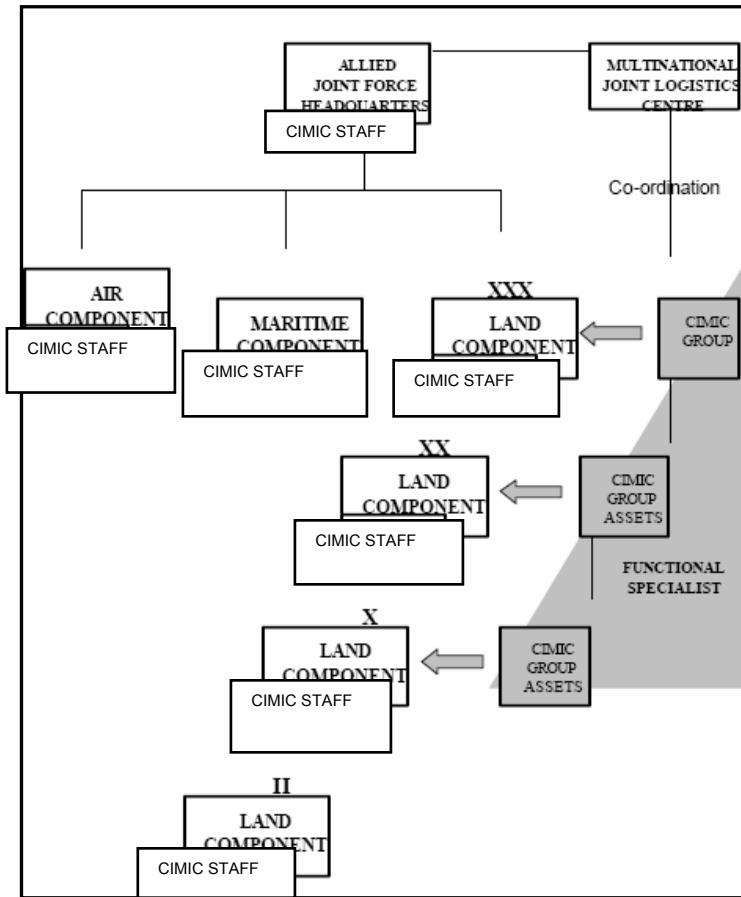 ALLIED
JOINT FORCE
HEADQUARTERS
CIMIC STAFF
MULTINATIONAL
JOINT LOGISTICS
CENTRE
Co-ordination
AIR
COMPONENT
CIMIC STAFF
MARITIME
COMPONENT
CIMIC STAFF
XXX
LAND
COMPONENT
CIMIC STAFF
CIMIC
GROUP
XX
LAND
COMPONENT
CIMIC STAFF
CIMIC
GROUP
ASSETS
FUNCTIONAL
SPECIALIST
X
LAND
COMPONENT
CIMIC STAFF
CIMIC
GROUP
ASSETS
II
LAND
COMPONENT
CIMIC STAFF